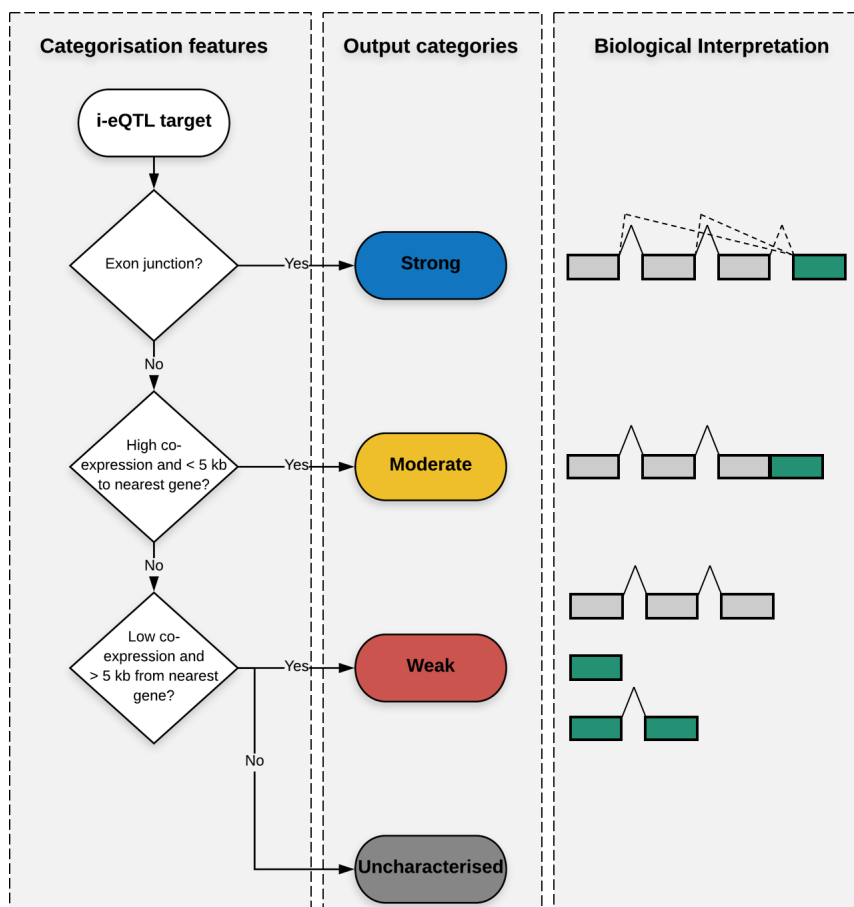 Categorisation features
Output categories
Biological Interpretation
i-eQTL target
Exon junction?
Yes
Strong
No
High co-
expression and < 5 kb
to nearest gene?
Yes
Moderate
No
Low co-
expression and
> 5 kb from nearest
gene?
Yes
Weak
No
Uncharacterised